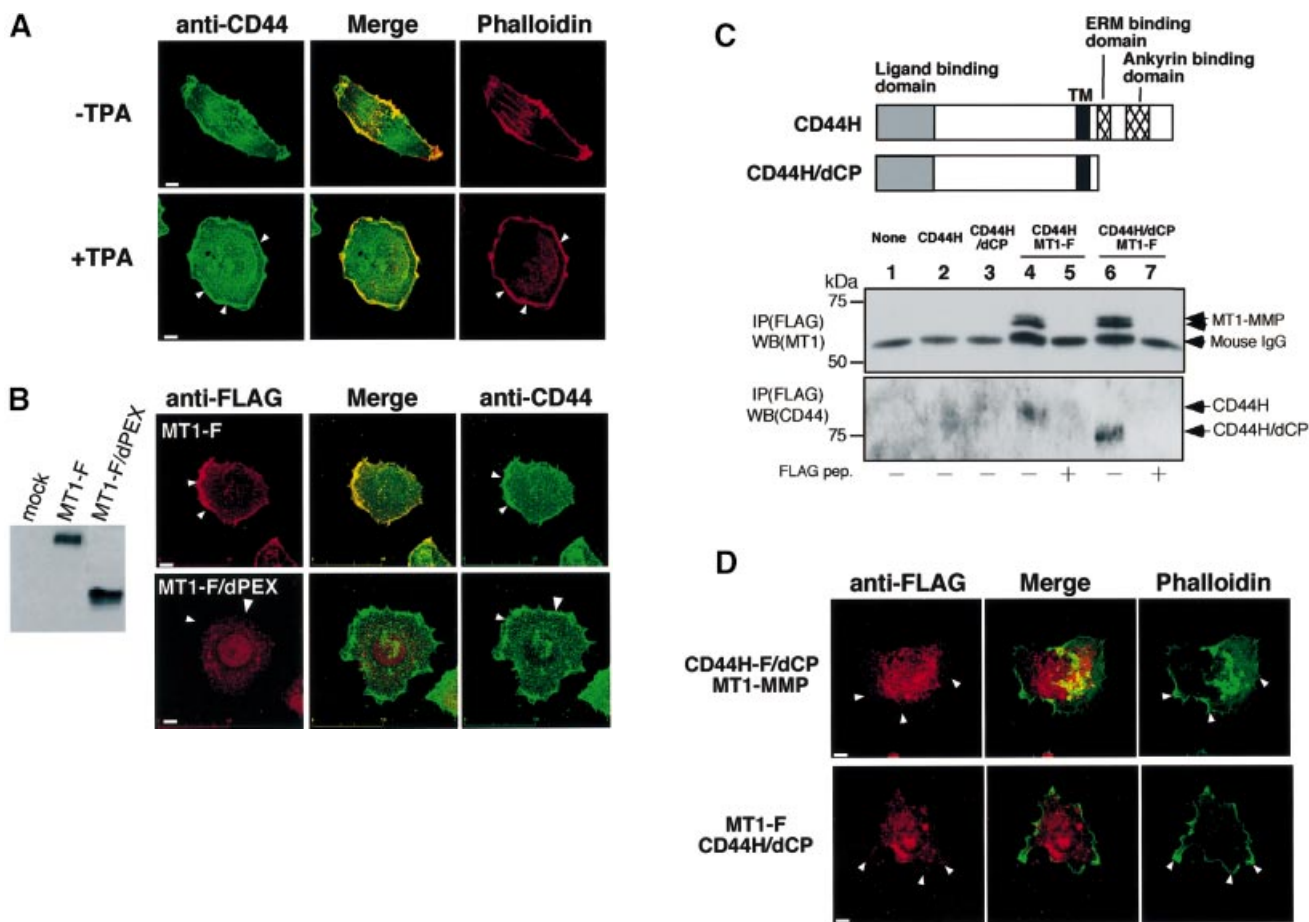 A
anti-CD44 Merge Phalloidin
-TPA
+TPA
B
anti-FLAG Merge anti-CD44
mock
MT1-F
MT1-F/dPEX
MT1-F
MT1-F/dPEX
C
ERM binding
domain
Ankyrin binding
domain
Ligand binding
domain
TM
CD44H
CD44H/dCP
None CD44H CD44H
/dCP
CD44H
MT1-F
CD44H/dCP
MT1-F
1 2 3 4 5 6 7
kDa
75
50
IP(FLAG)
WB(MT1)
MT1-MMP
Mouse IgG
IP(FLAG)
WB(CD44)
75
CD44H
CD44H/dCP
FLAG pep. – – – – + – +
D
anti-FLAG Merge Phalloidin
CD44H-F/dCP
MT1-MMP
MT1-F
CD44H/dCP